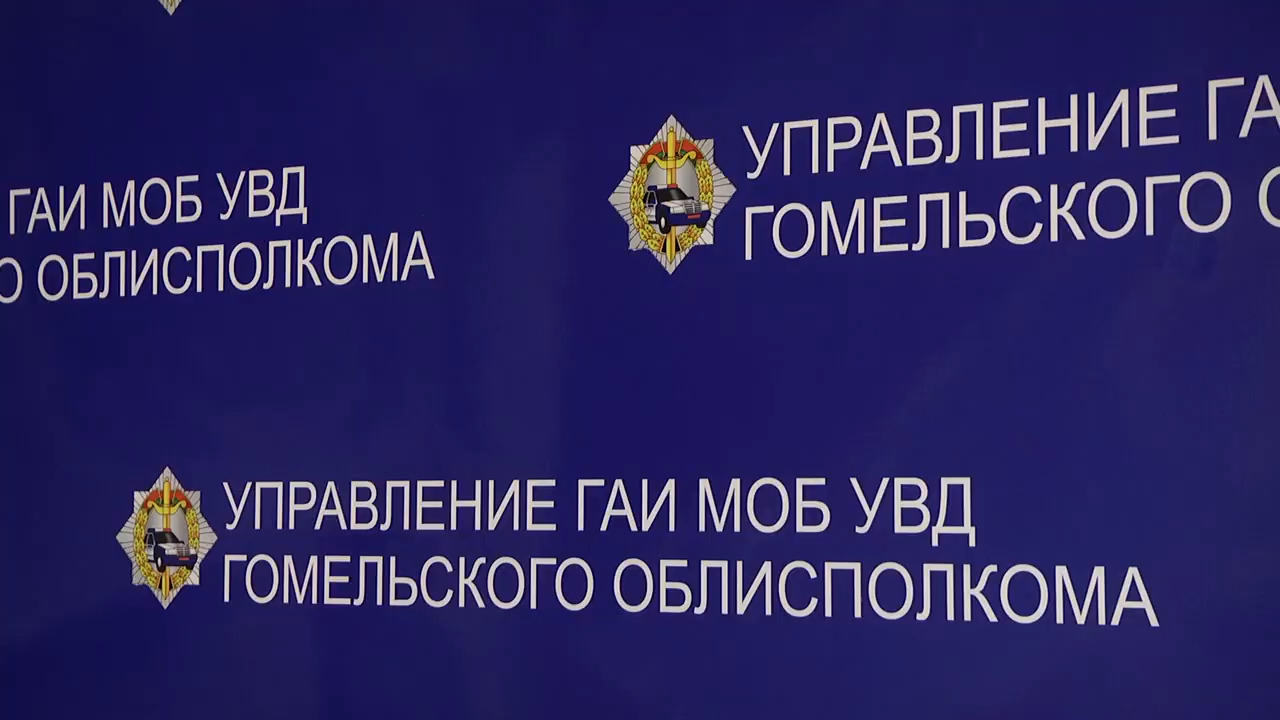 ГАИ МОБ УВД
ОБЛИСПОЛКОМА
УПРАВЛЕНИЕ
ГОМЕЛЬСКОГО
УПРАВЛЕНИЕ ГАИ МОБ УВД
ГОМЕЛЬСКОГО ОБЛИСПОЛКОМА